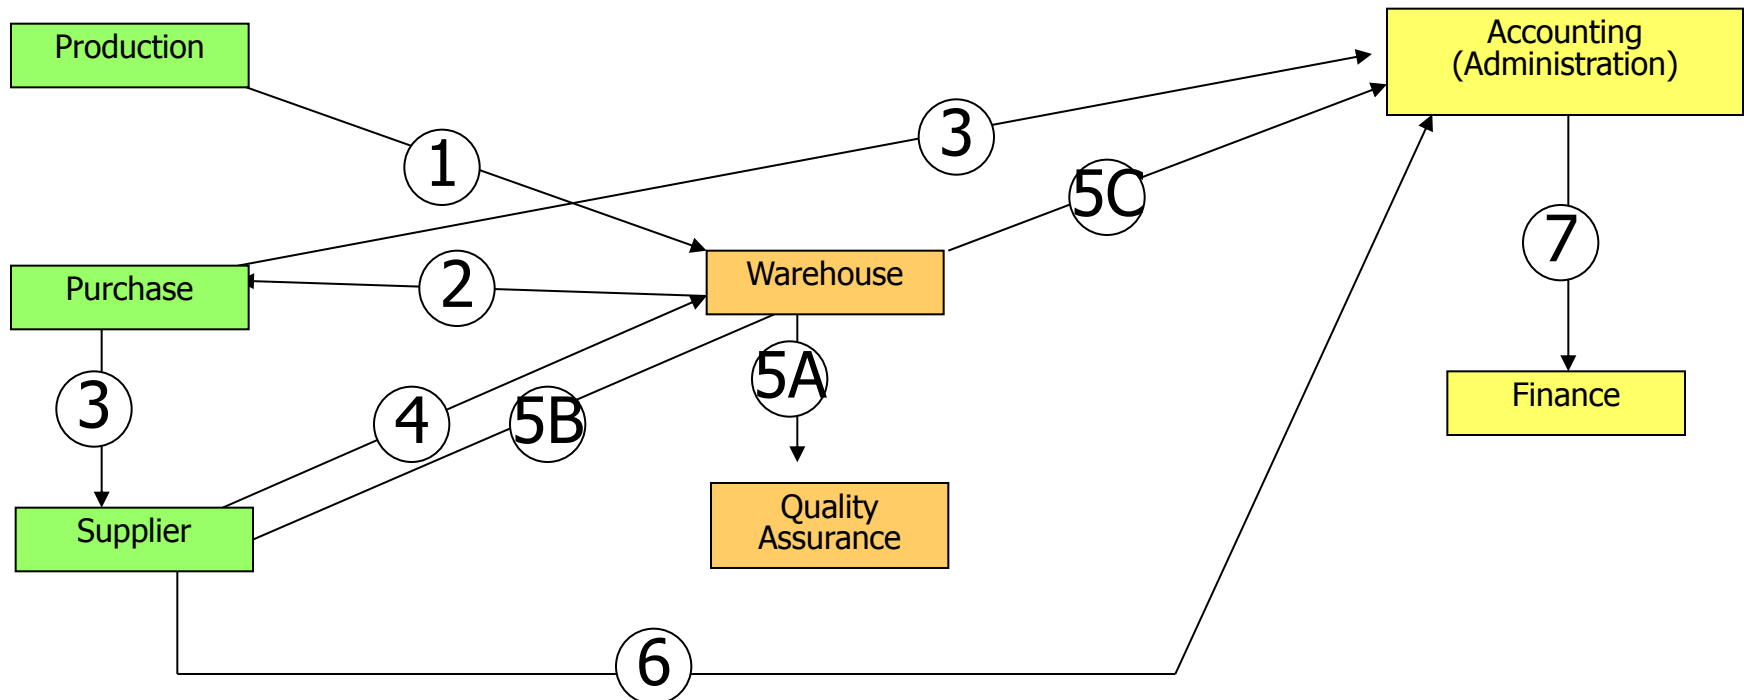 Production
Accounting
(Administration)
3
1
5C
7
Warehouse
Purchase
2
5A
Finance
3
4
5B
Quality
Assurance
Supplier
6